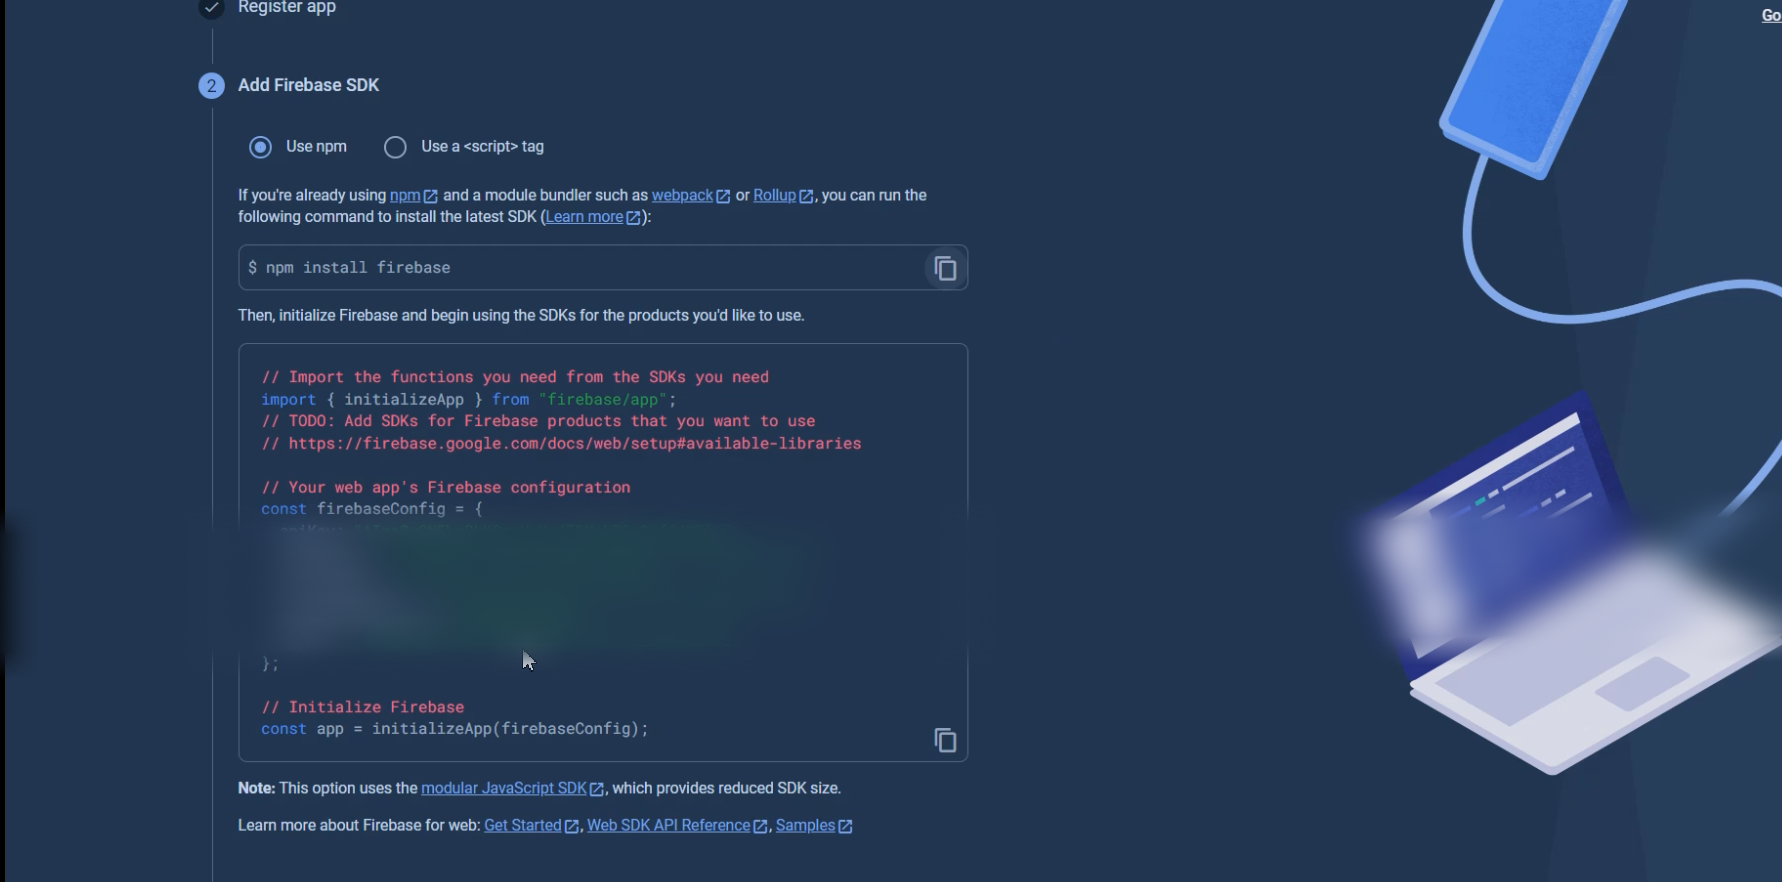 Register app
Go
2 Add Firebase SDK
Use npm Use a <script> tag
If you're already using npm and a module bundler such as webpack or Rollup, you can run the
following command to install the latest SDK (Learn more):
$ npm install firebase
Then, initialize Firebase and begin using the SDKs for the products you'd like to use.
// Import the functions you need from the SDKs you need
import { initializeApp } from "firebase/app";
// TODO: Add SDKs for Firebase products that you want to use
// https://firebase.google.com/docs/web/setup#available-libraries
// Your web app's Firebase configuration
const firebaseConfig = {
};
// Initialize Firebase
const app = initializeApp(firebaseConfig);
Note: This option uses the modular JavaScript SDK, which provides reduced SDK size.
Learn more about Firebase for web: Get Started, Web SDK API Reference, Samples